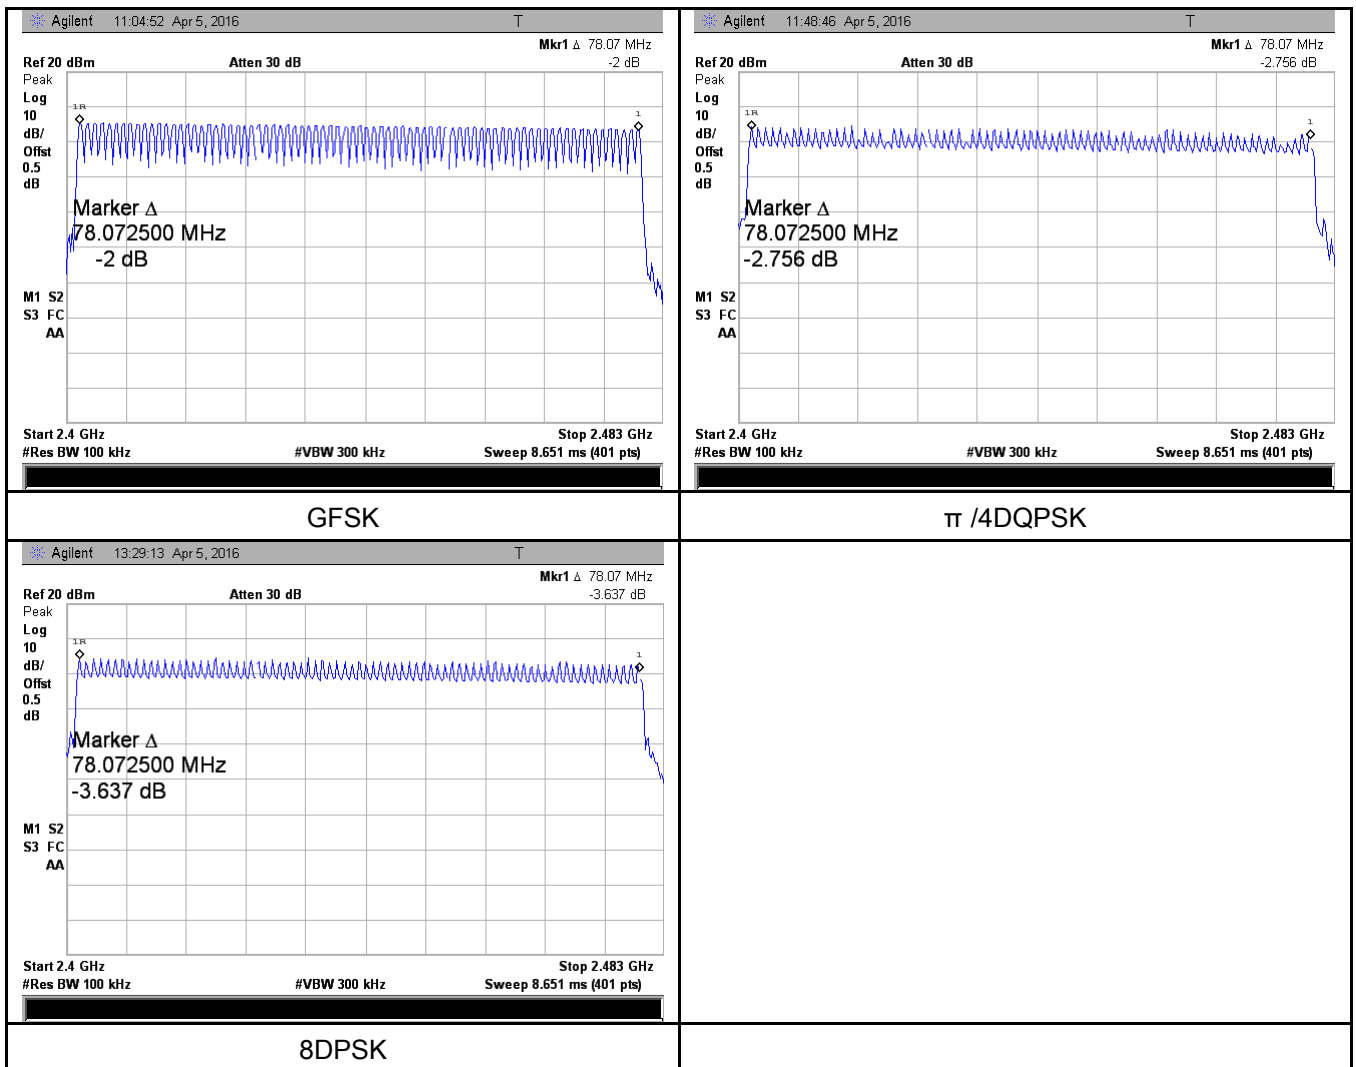 Agilent 11:04:52 Apr 5, 2016 T
Mkr1 Δ 78.07 MHz
Ref 20 dBm Atten 30 dB -2 dB
Peak
Log
10
dB/
Offst
0.5
dB
1R
1
Marker Δ
78.072500 MHz
-2 dB
M1 S2
S3 FC
AA
Start 2.4 GHz Stop 2.483 GHz
#Res BW 100 kHz #VBW 300 kHz Sweep 8.651 ms (401 pts)
GFSK
Agilent 11:48:46 Apr 5, 2016 T
Mkr1 Δ 78.07 MHz
Ref 20 dBm Atten 30 dB -2.756 dB
Peak
Log
10
dB/
Offst
0.5
dB
1R
1
Marker Δ
78.072500 MHz
-2.756 dB
M1 S2
S3 FC
AA
Start 2.4 GHz Stop 2.483 GHz
#Res BW 100 kHz #VBW 300 kHz Sweep 8.651 ms (401 pts)
π /4DQPSK
Agilent 13:29:13 Apr 5, 2016 T
Mkr1 Δ 78.07 MHz
Ref 20 dBm Atten 30 dB -3.637 dB
Peak
Log
10
dB/
Offst
0.5
dB
1R
1
Marker Δ
78.072500 MHz
-3.637 dB
M1 S2
S3 FC
AA
Start 2.4 GHz Stop 2.483 GHz
#Res BW 100 kHz #VBW 300 kHz Sweep 8.651 ms (401 pts)
8DPSK